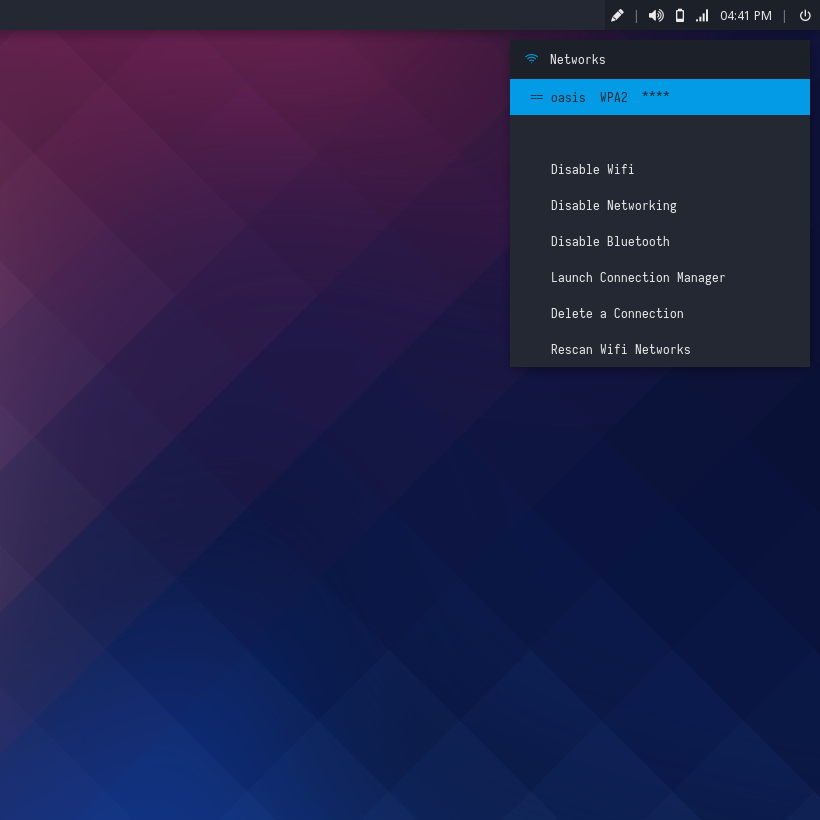 | 04:41 PM |
Networks
== oasis WPA2 ****
Disable Wifi
Disable Networking
Disable Bluetooth
Launch Connection Manager
Delete a Connection
Rescan Wifi Networks